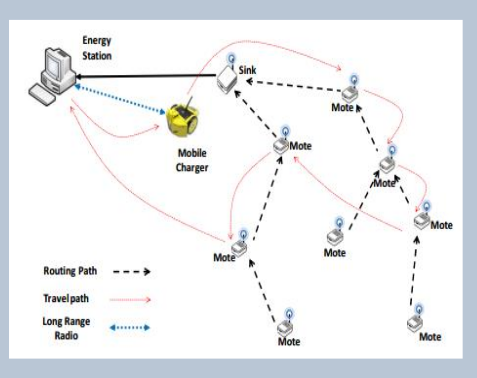 Energy
Station
Sink
Mote
Mobile
Charger
Mote
Mote
Mote
Mote
Mote
Mote
Mote
Routing Path
Travel path
Long Range
Radio